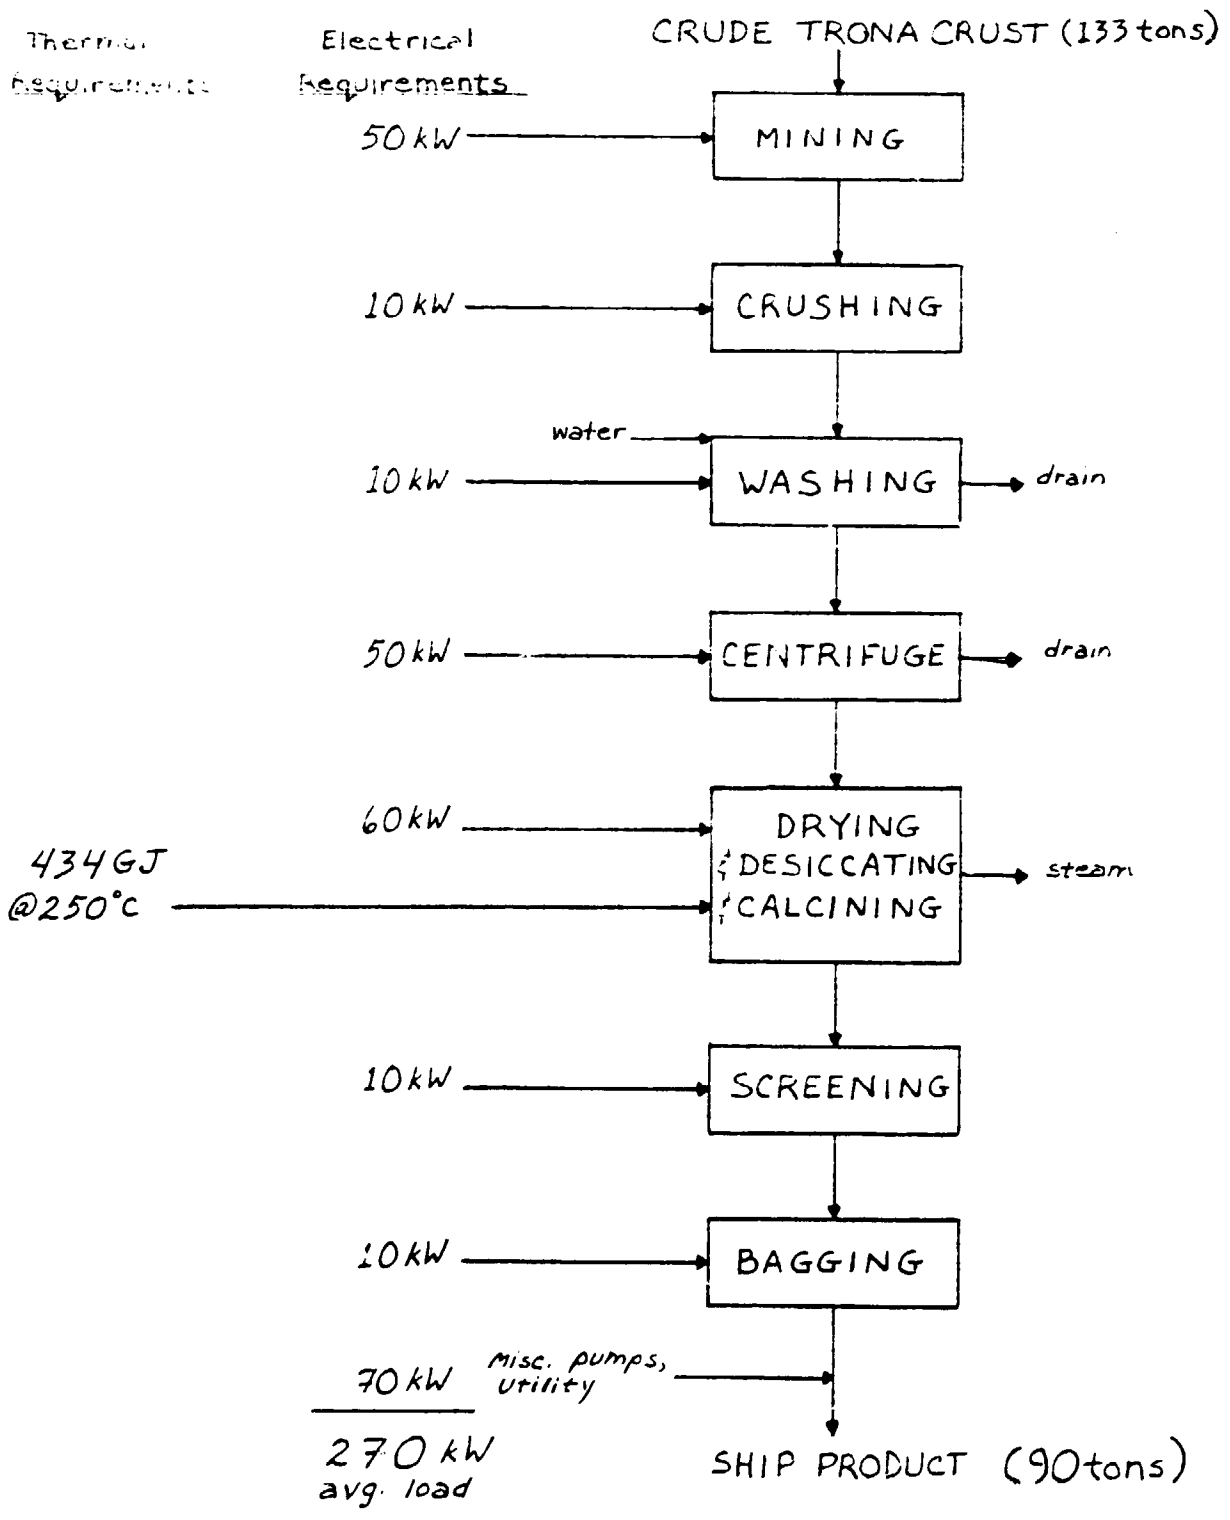 Thermal Electrical CRUDE TRONA CRUST (133 tons)
Requirements Requirements
50 kW MINING
10 kW CRUSHING
water
10 kW WASHING drain
50 kW CENTRIFUGE drain
60 kW DRYING
434 GJ & DESICCATING steam
@250°C & CALCINING
10 kW SCREENING
10 kW BAGGING
70 kW misc. pumps,
utility
270 kW SHIP PRODUCT (90 tons)
avg. load